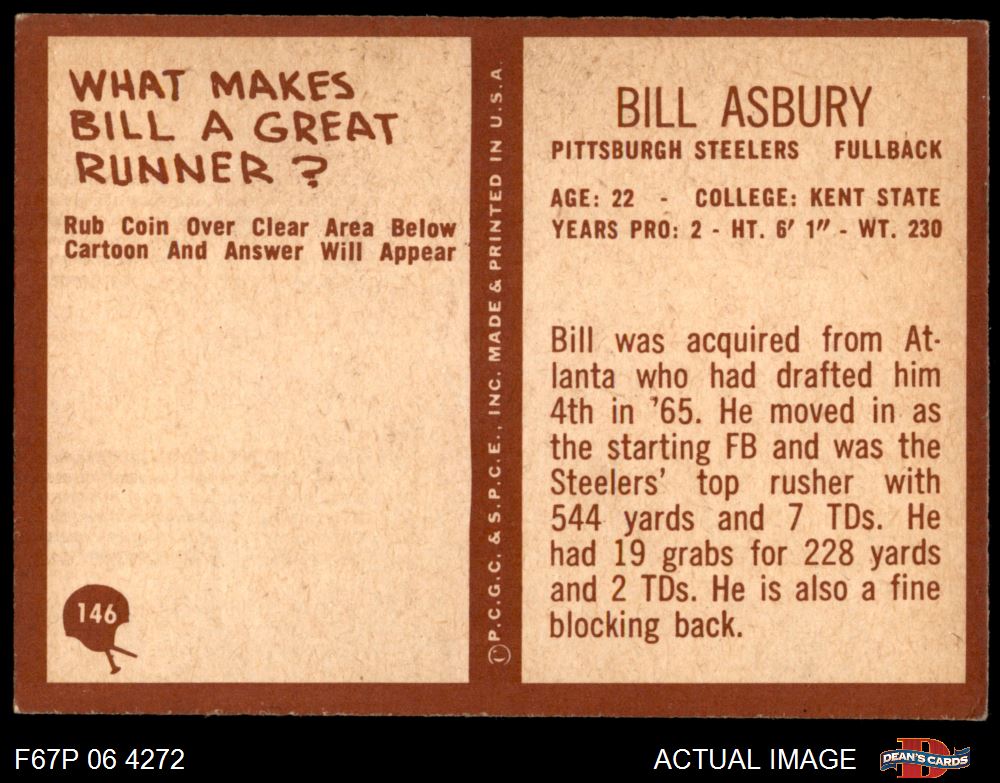 WHAT MAKES
BILL A GREAT
RUNNER ?
Rub Coin Over Clear Area Below
Cartoon And Answer Will Appear
146
© P.C.G.C. & S.P.C.E., INC. MADE & PRINTED IN U.S.A.
BILL ASBURY
PITTSBURGH STEELERS FULLBACK
AGE: 22 - COLLEGE: KENT STATE
YEARS PRO: 2 - HT. 6' 1" - WT. 230
Bill was acquired from At-
lanta who had drafted him
4th in '65. He moved in as
the starting FB and was the
Steelers' top rusher with
544 yards and 7 TDs. He
had 19 grabs for 228 yards
and 2 TDs. He is also a fine
blocking back.
F67P 06 4272
ACTUAL IMAGE
D
DEAN'S CARDS